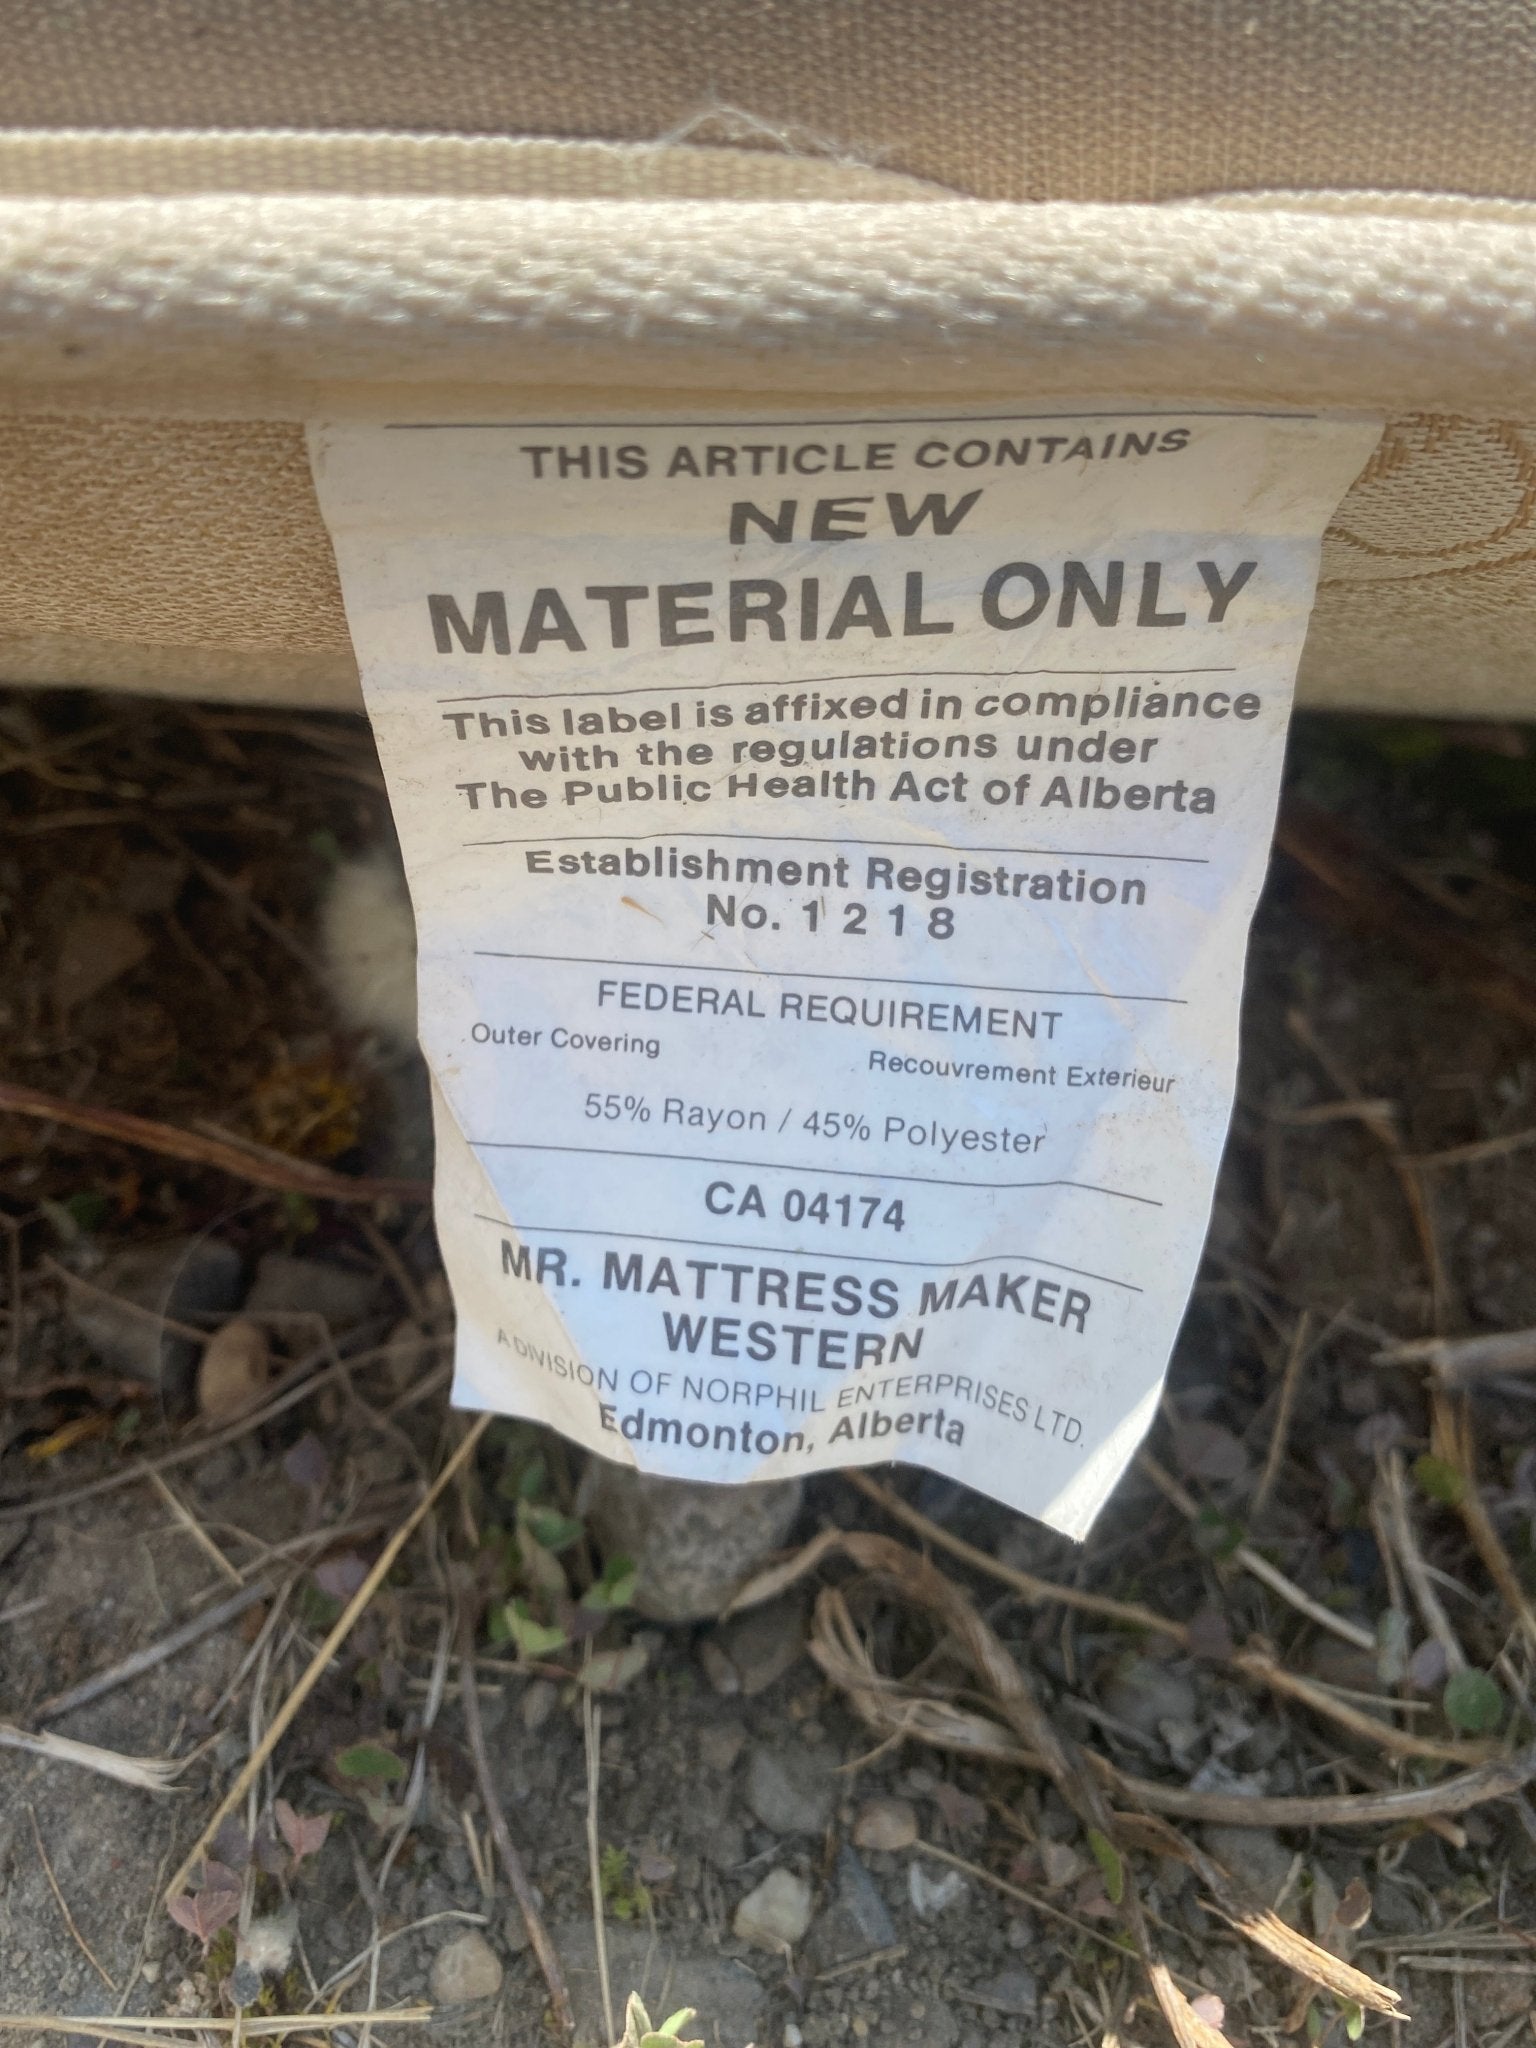 THIS ARTICLE CONTAINS
NEW
MATERIAL ONLY
This label is affixed in compliance
with the regulations under
The Public Health Act of Alberta
Establishment Registration
No. 1 2 1 8
FEDERAL REQUIREMENT
Outer Covering
Recouvrement Exterieur
55% Rayon / 45% Polyester
CA 04174
MR. MATTRESS MAKER
WESTERN
A DIVISION OF NORPHIL ENTERPRISES LTD.
Edmonton, Alberta